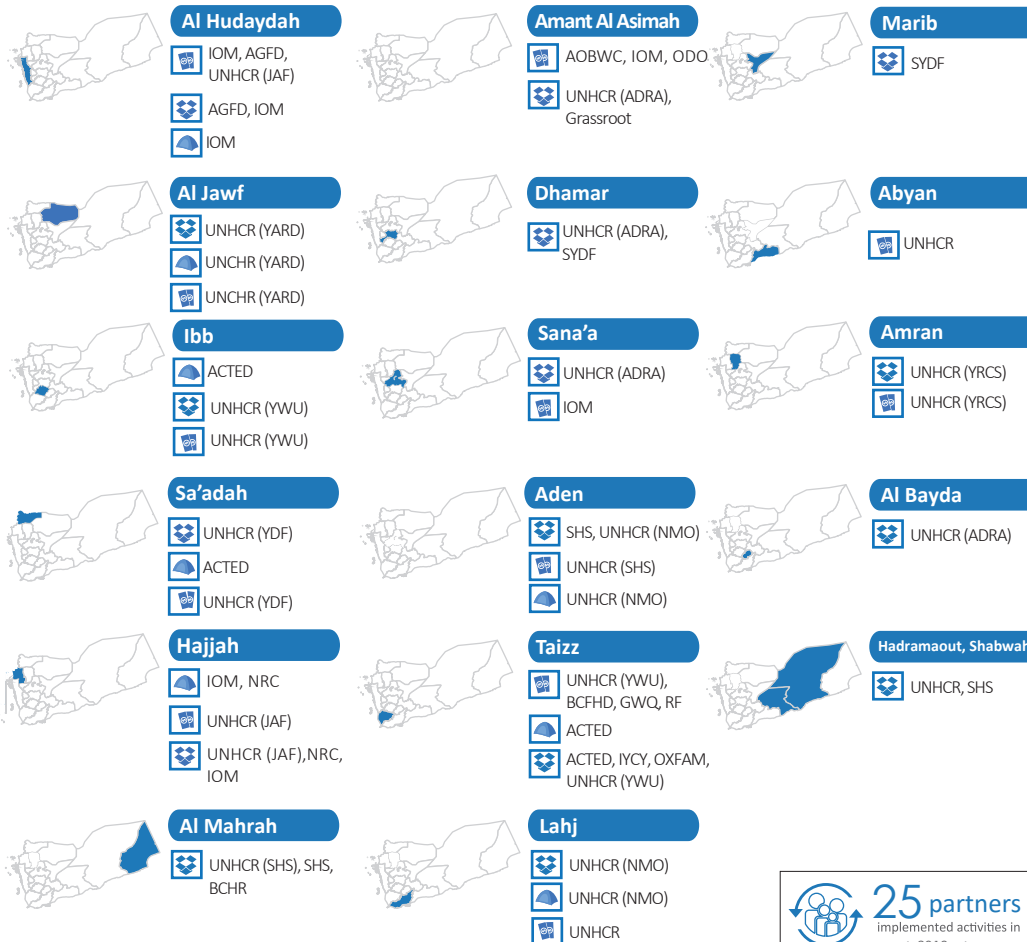 Al Hudaydah
IOM, AGFD,
UNHCR (JAF)
AGFD, IOM
IOM
Amant Al Asimah
AOBWC, IOM, ODO
UNHCR (ADRA),
Grassroot
Marib
SYDF
Al Jawf
UNHCR (YARD)
UNCHR (YARD)
UNCHR (YARD)
Dhamar
UNHCR (ADRA),
SYDF
Abyan
UNHCR
Ibb
ACTED
UNHCR (YWU)
UNHCR (YWU)
Sana’a
UNHCR (ADRA)
IOM
Amran
UNHCR (YRCS)
UNHCR (YRCS)
Sa’adah
UNHCR (YDF)
ACTED
UNHCR (YDF)
Aden
SHS, UNHCR (NMO)
UNHCR (SHS)
UNHCR (NMO)
Al Bayda
UNHCR (ADRA)
Hajjah
IOM, NRC
UNHCR (JAF)
UNHCR (JAF),NRC,
IOM
Taizz
UNHCR (YWU),
BCFHD, GWQ, RF
ACTED
ACTED, IYCY, OXFAM,
UNHCR (YWU)
Hadramaout, Shabwah
UNHCR, SHS
Al Mahrah
UNHCR (SHS), SHS,
BCHR
Lahj
UNHCR (NMO)
UNHCR (NMO)
UNHCR
25 partners
implemented activities in